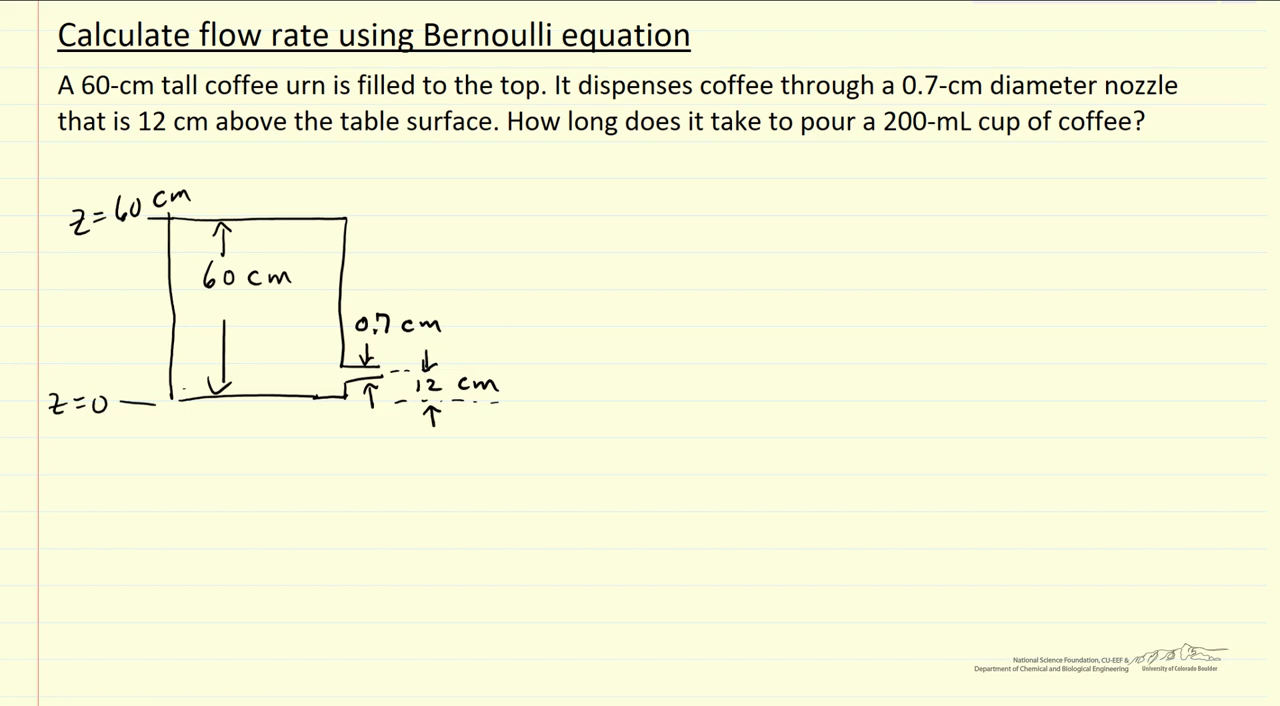 Calculate flow rate using Bernoulli equation
A 60-cm tall coffee urn is filled to the top. It dispenses coffee through a 0.7-cm diameter nozzle
that is 12 cm above the table surface. How long does it take to pour a 200-mL cup of coffee?
z = 60 cm
60 cm
0.7 cm
12 cm
z = 0
National Science Foundation, CU-EEF &
Department of Chemical and Biological Engineering
University of Colorado Boulder